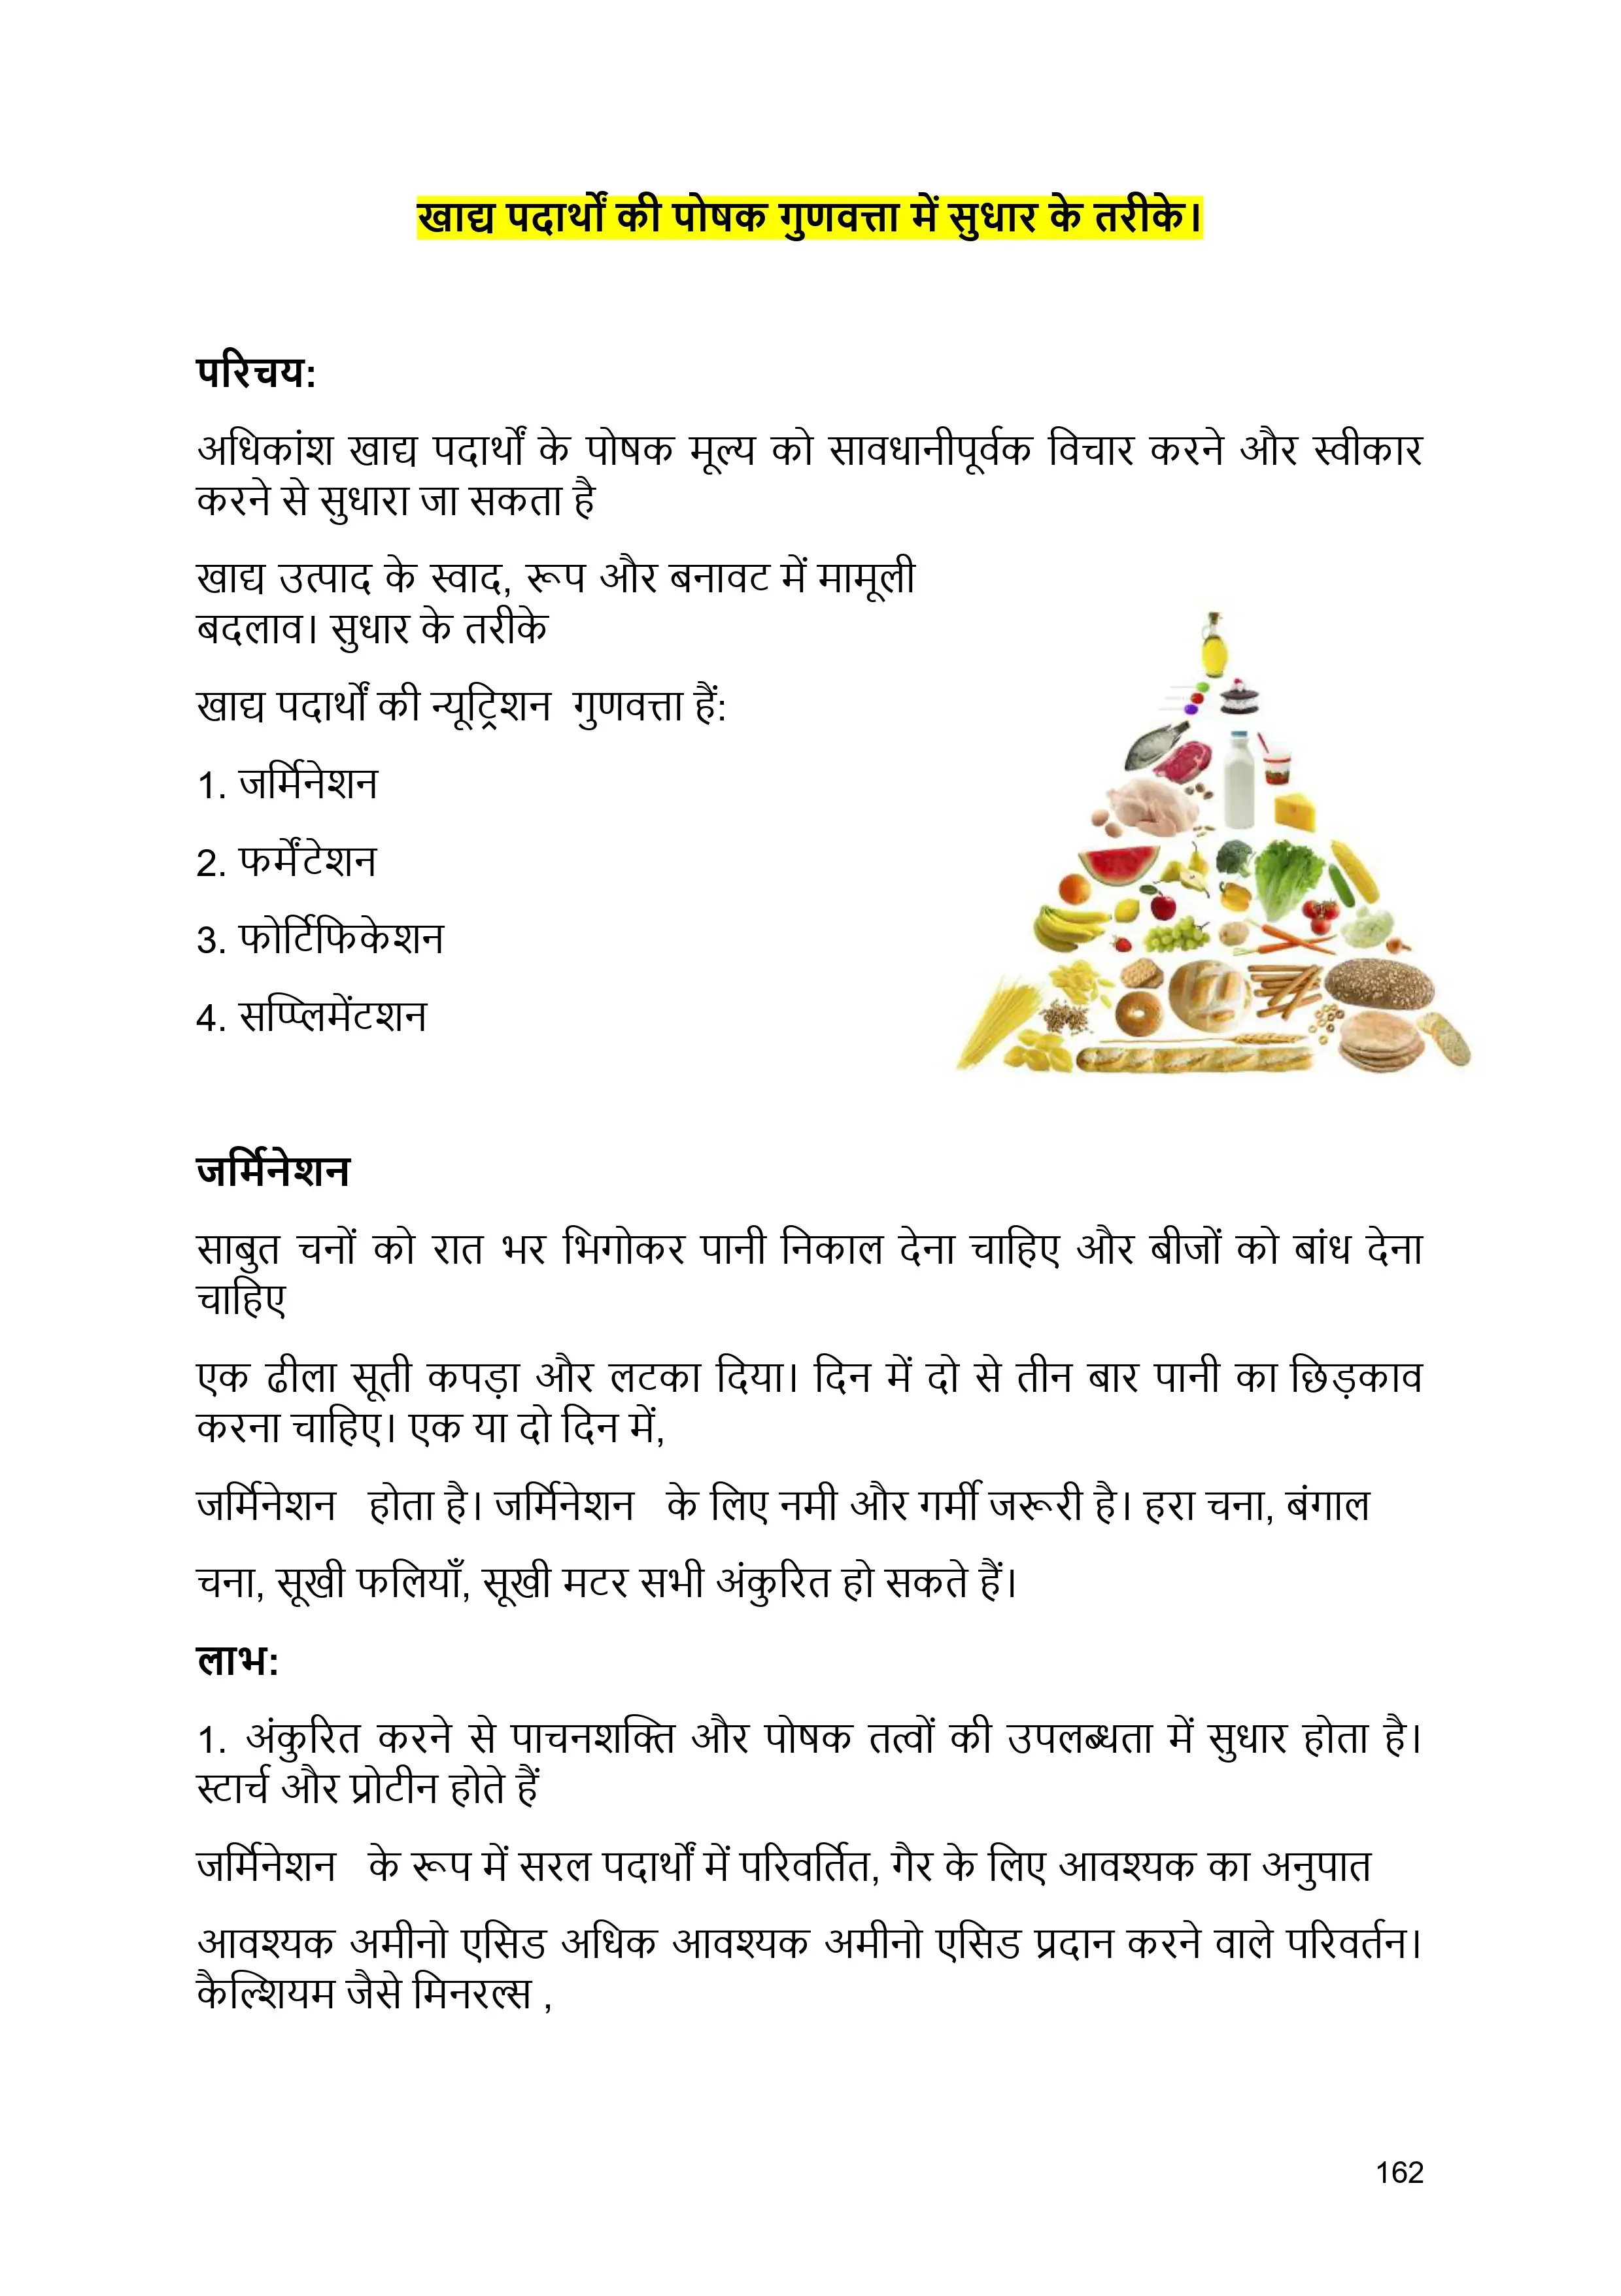 खाद्य पदार्थों की पोषक गुणवत्ता में सुधार के तरीके।
परिचय:
अधिकांश खाद्य पदार्थों के पोषक मूल्य को सावधानीपूर्वक विचार करने और स्वीकार
करने से सुधारा जा सकता है
खाद्य उत्पाद के स्वाद, रूप और बनावट में मामूली
बदलाव। सुधार के तरीके
खाद्य पदार्थों की न्यूट्रिशन गुणवत्ता हैं:
1. जर्मिनेशन
2. फर्मेंटेशन
3. फोर्टिफिकेशन
4. सप्प्लिमेंटशन
जर्मिनेशन
साबुत चनों को रात भर भिगोकर पानी निकाल देना चाहिए और बीजों को बांध देना
चाहिए
एक ढीला सूती कपड़ा और लटका दिया। दिन में दो से तीन बार पानी का छिड़काव
करना चाहिए। एक या दो दिन में,
जर्मिनेशन होता है। जर्मिनेशन के लिए नमी और गर्मी जरूरी है। हरा चना, बंगाल
चना, सूखी फलियाँ, सूखी मटर सभी अंकुरित हो सकते हैं।
लाभ:
1. अंकुरित करने से पाचनशक्ति और पोषक तत्वों की उपलब्धता में सुधार होता है।
स्टार्च और प्रोटीन होते हैं
जर्मिनेशन के रूप में सरल पदार्थों में परिवर्तित, गैर के लिए आवश्यक का अनुपात
आवश्यक अमीनो एसिड अधिक आवश्यक अमीनो एसिड प्रदान करने वाले परिवर्तन।
कैल्शियम जैसे मिनरल्स ,
162